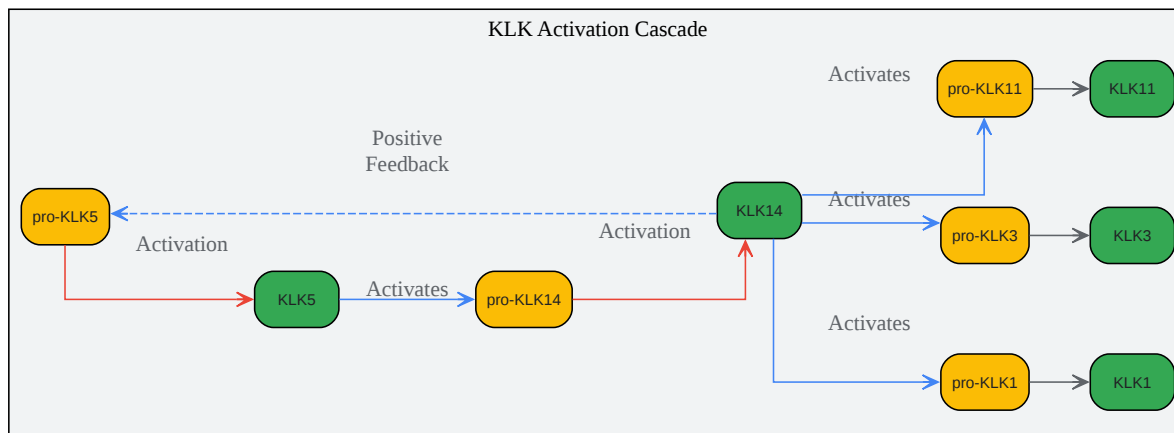 KLK Activation Cascade
Activates
pro-KLK11
KLK11
Positive
Feedback
pro-KLK5
KLK14
Activates
pro-KLK3
KLK3
Activation
Activation
KLK5
Activates
pro-KLK14
Activates
pro-KLK1
KLK1